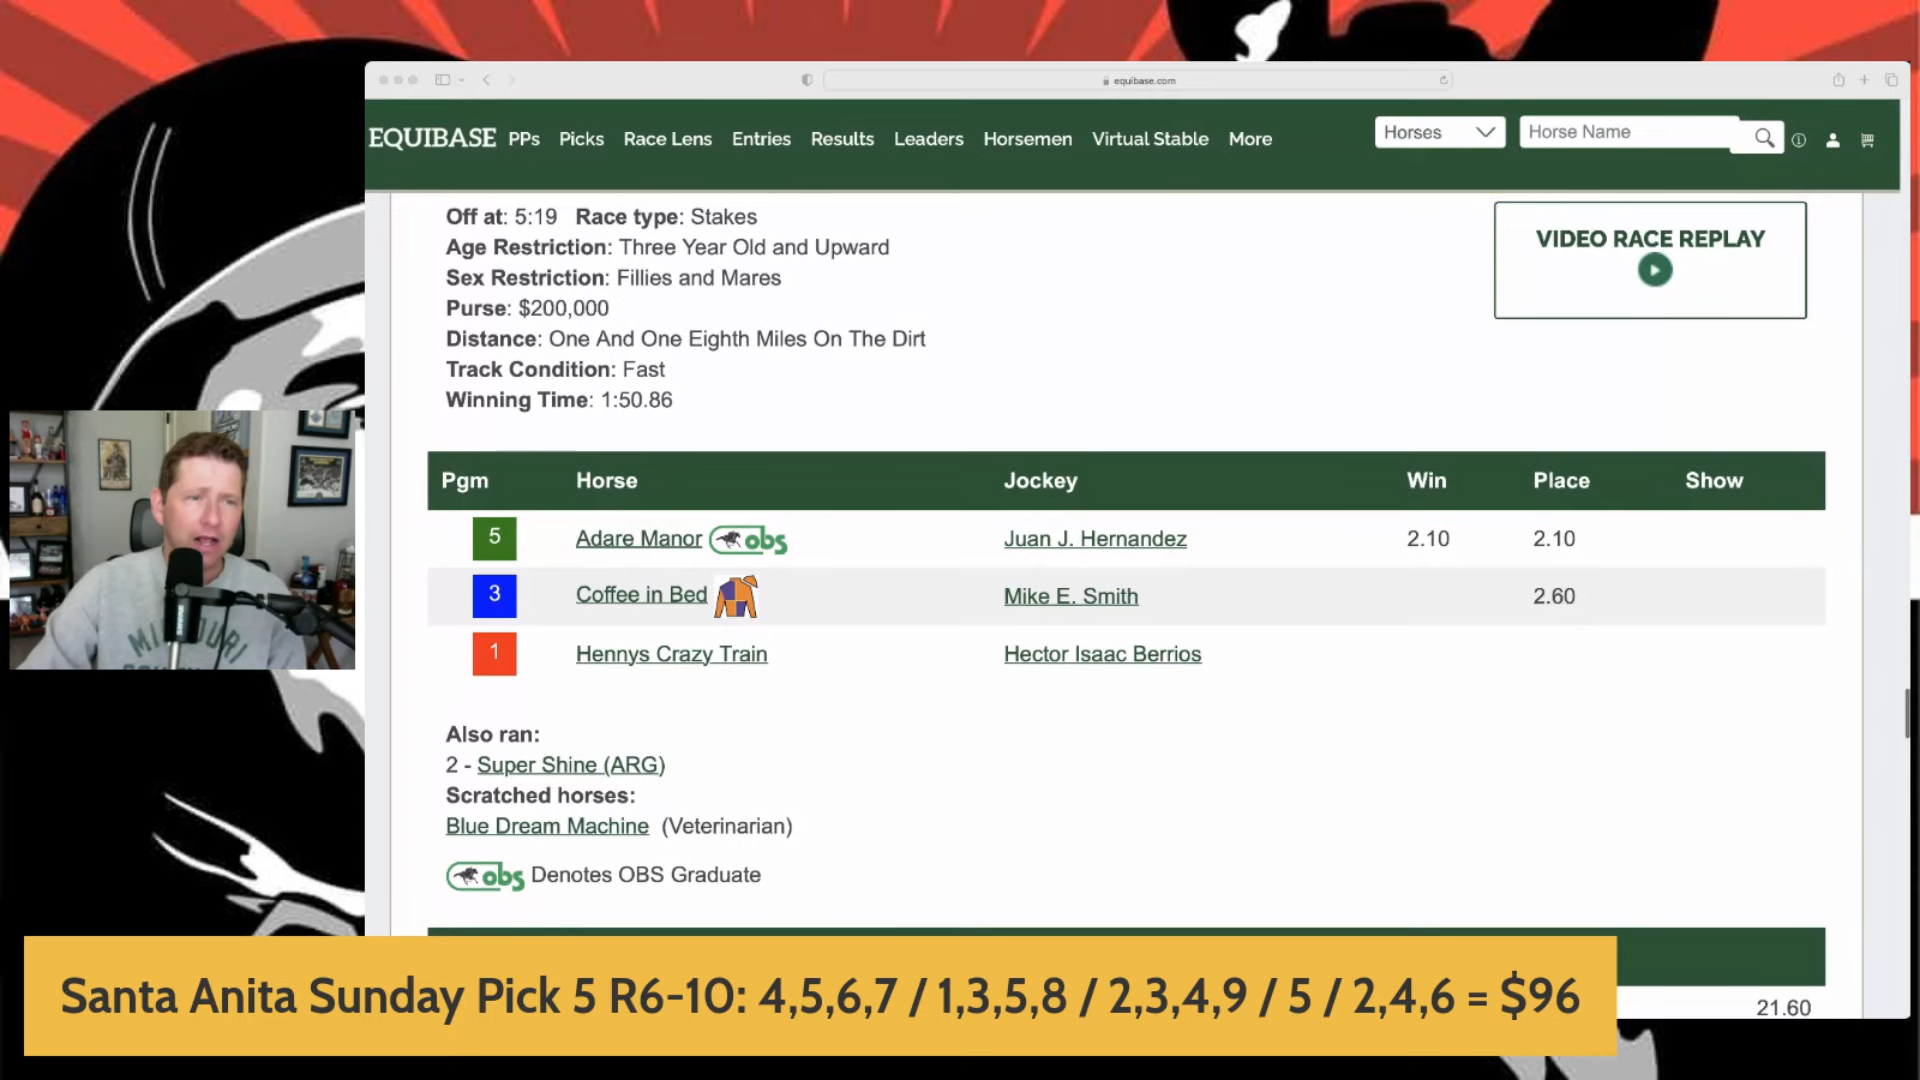 equibase.com
EQUIBASE PPs Picks Race Lens Entries Results Leaders Horsemen Virtual Stable More Horses Horse Name
Off at: 5:19 Race type: Stakes
Age Restriction: Three Year Old and Upward
Sex Restriction: Fillies and Mares
Purse: $200,000
Distance: One And One Eighth Miles On The Dirt
Track Condition: Fast
Winning Time: 1:50.86
VIDEO RACE REPLAY
Pgm Horse Jockey Win Place Show
5 Adare Manor obs Juan J. Hernandez 2.10 2.10
3 Coffee in Bed Mike E. Smith 2.60
1 Hennys Crazy Train Hector Isaac Berrios
Also ran:
2 - Super Shine (ARG)
Scratched horses:
Blue Dream Machine (Veterinarian)
obs Denotes OBS Graduate
21.60
MISSOURI
Santa Anita Sunday Pick 5 R6-10: 4,5,6,7 / 1,3,5,8 / 2,3,4,9 / 5 / 2,4,6 = $96